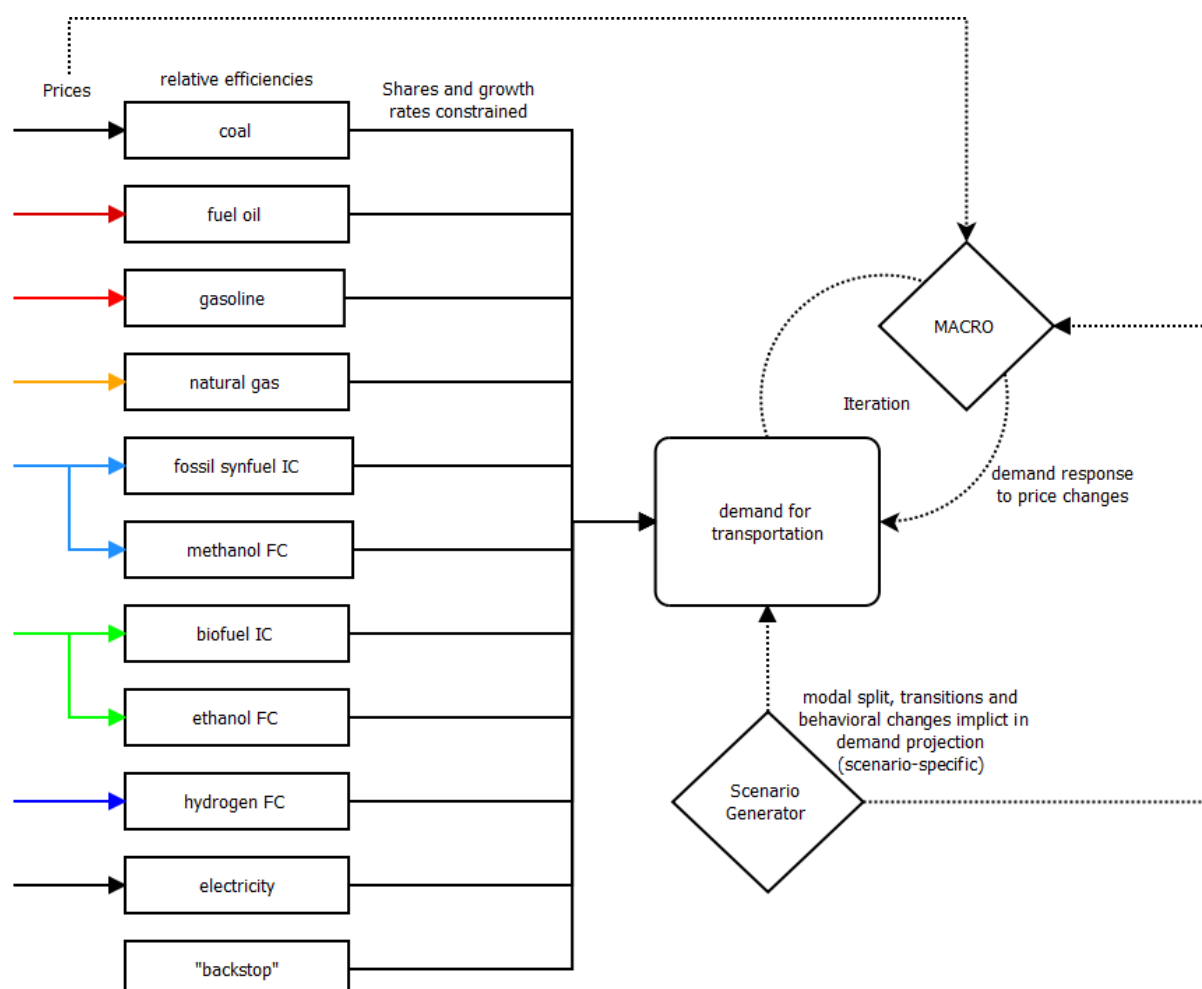 Prices
relative efficiencies
Shares and growth
rates constrained
coal
fuel oil
gasoline
natural gas
fossil synfuel IC
methanol FC
biofuel IC
ethanol FC
hydrogen FC
electricity
"backstop"
MACRO
Iteration
demand response
to price changes
demand for
transportation
modal split, transitions and
behavioral changes implict in
demand projection
(scenario-specific)
Scenario
Generator